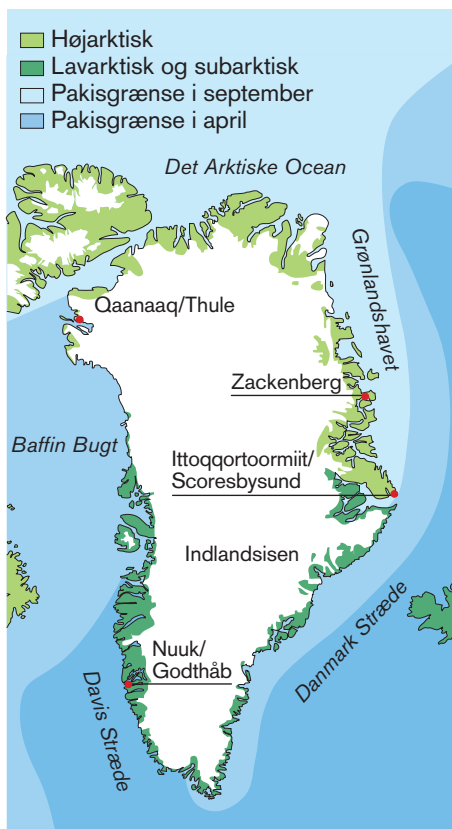 Højarktisk
Lavarktisk og subarktisk
Pakisgrænse i september
Pakisgrænse i april
Det Arktiske Ocean
Grønlandshavet
Qaanaaq/Thule
Zackenberg
Baffin Bugt
Ittoqqortoormiit/
Scoresbysund
Indlandsisen
Danmark Stræde
Nuuk/
Godthåb
Davis Stræde